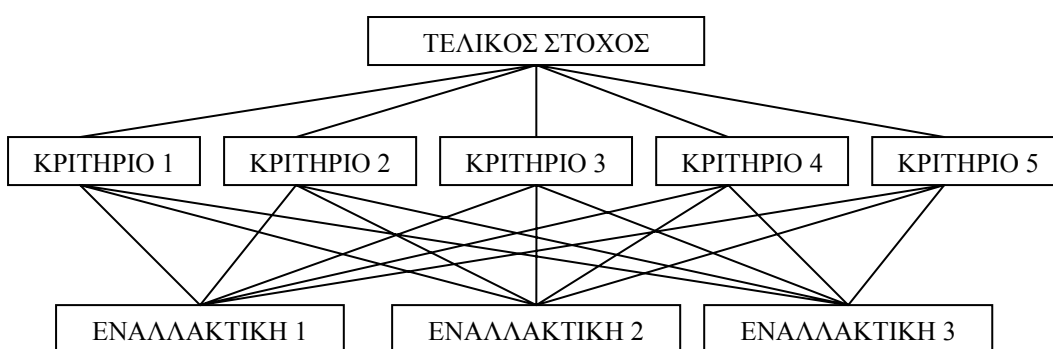 ΤΕΛΙΚΟΣ ΣΤΟΧΟΣ
ΚΡΙΤΗΡΙΟ 1
ΚΡΙΤΗΡΙΟ 2
ΚΡΙΤΗΡΙΟ 3
ΚΡΙΤΗΡΙΟ 4
ΚΡΙΤΗΡΙΟ 5
ΕΝΑΛΛΑΚΤΙΚΗ 1
ΕΝΑΛΛΑΚΤΙΚΗ 2
ΕΝΑΛΛΑΚΤΙΚΗ 3